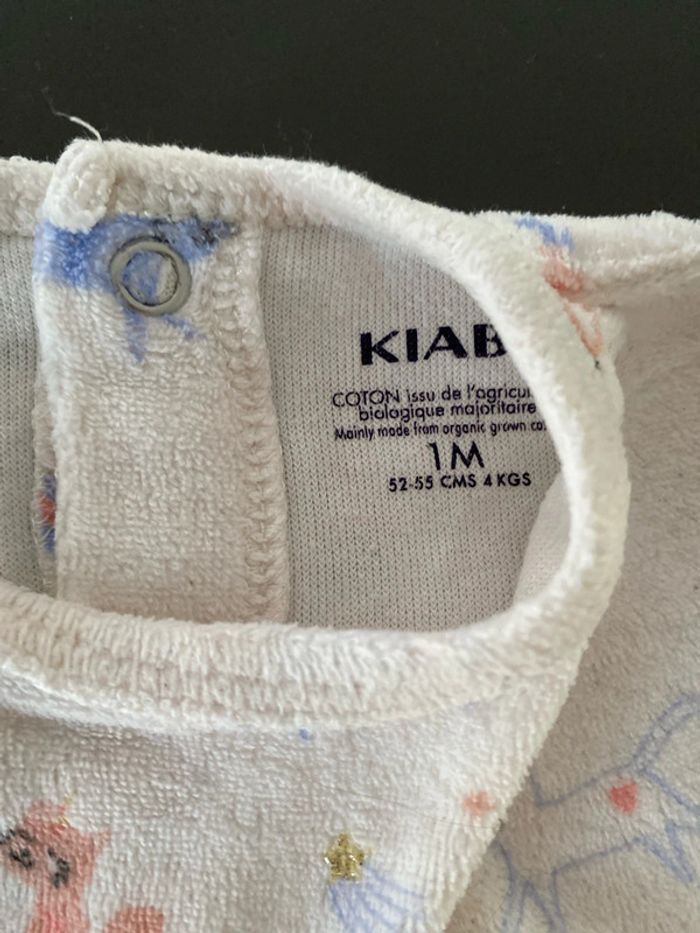 KIAB
COTON issu de l'agricu
biologique majoritaire
Mainly made from organic grown co
1M
52-55 CMS 4 KGS